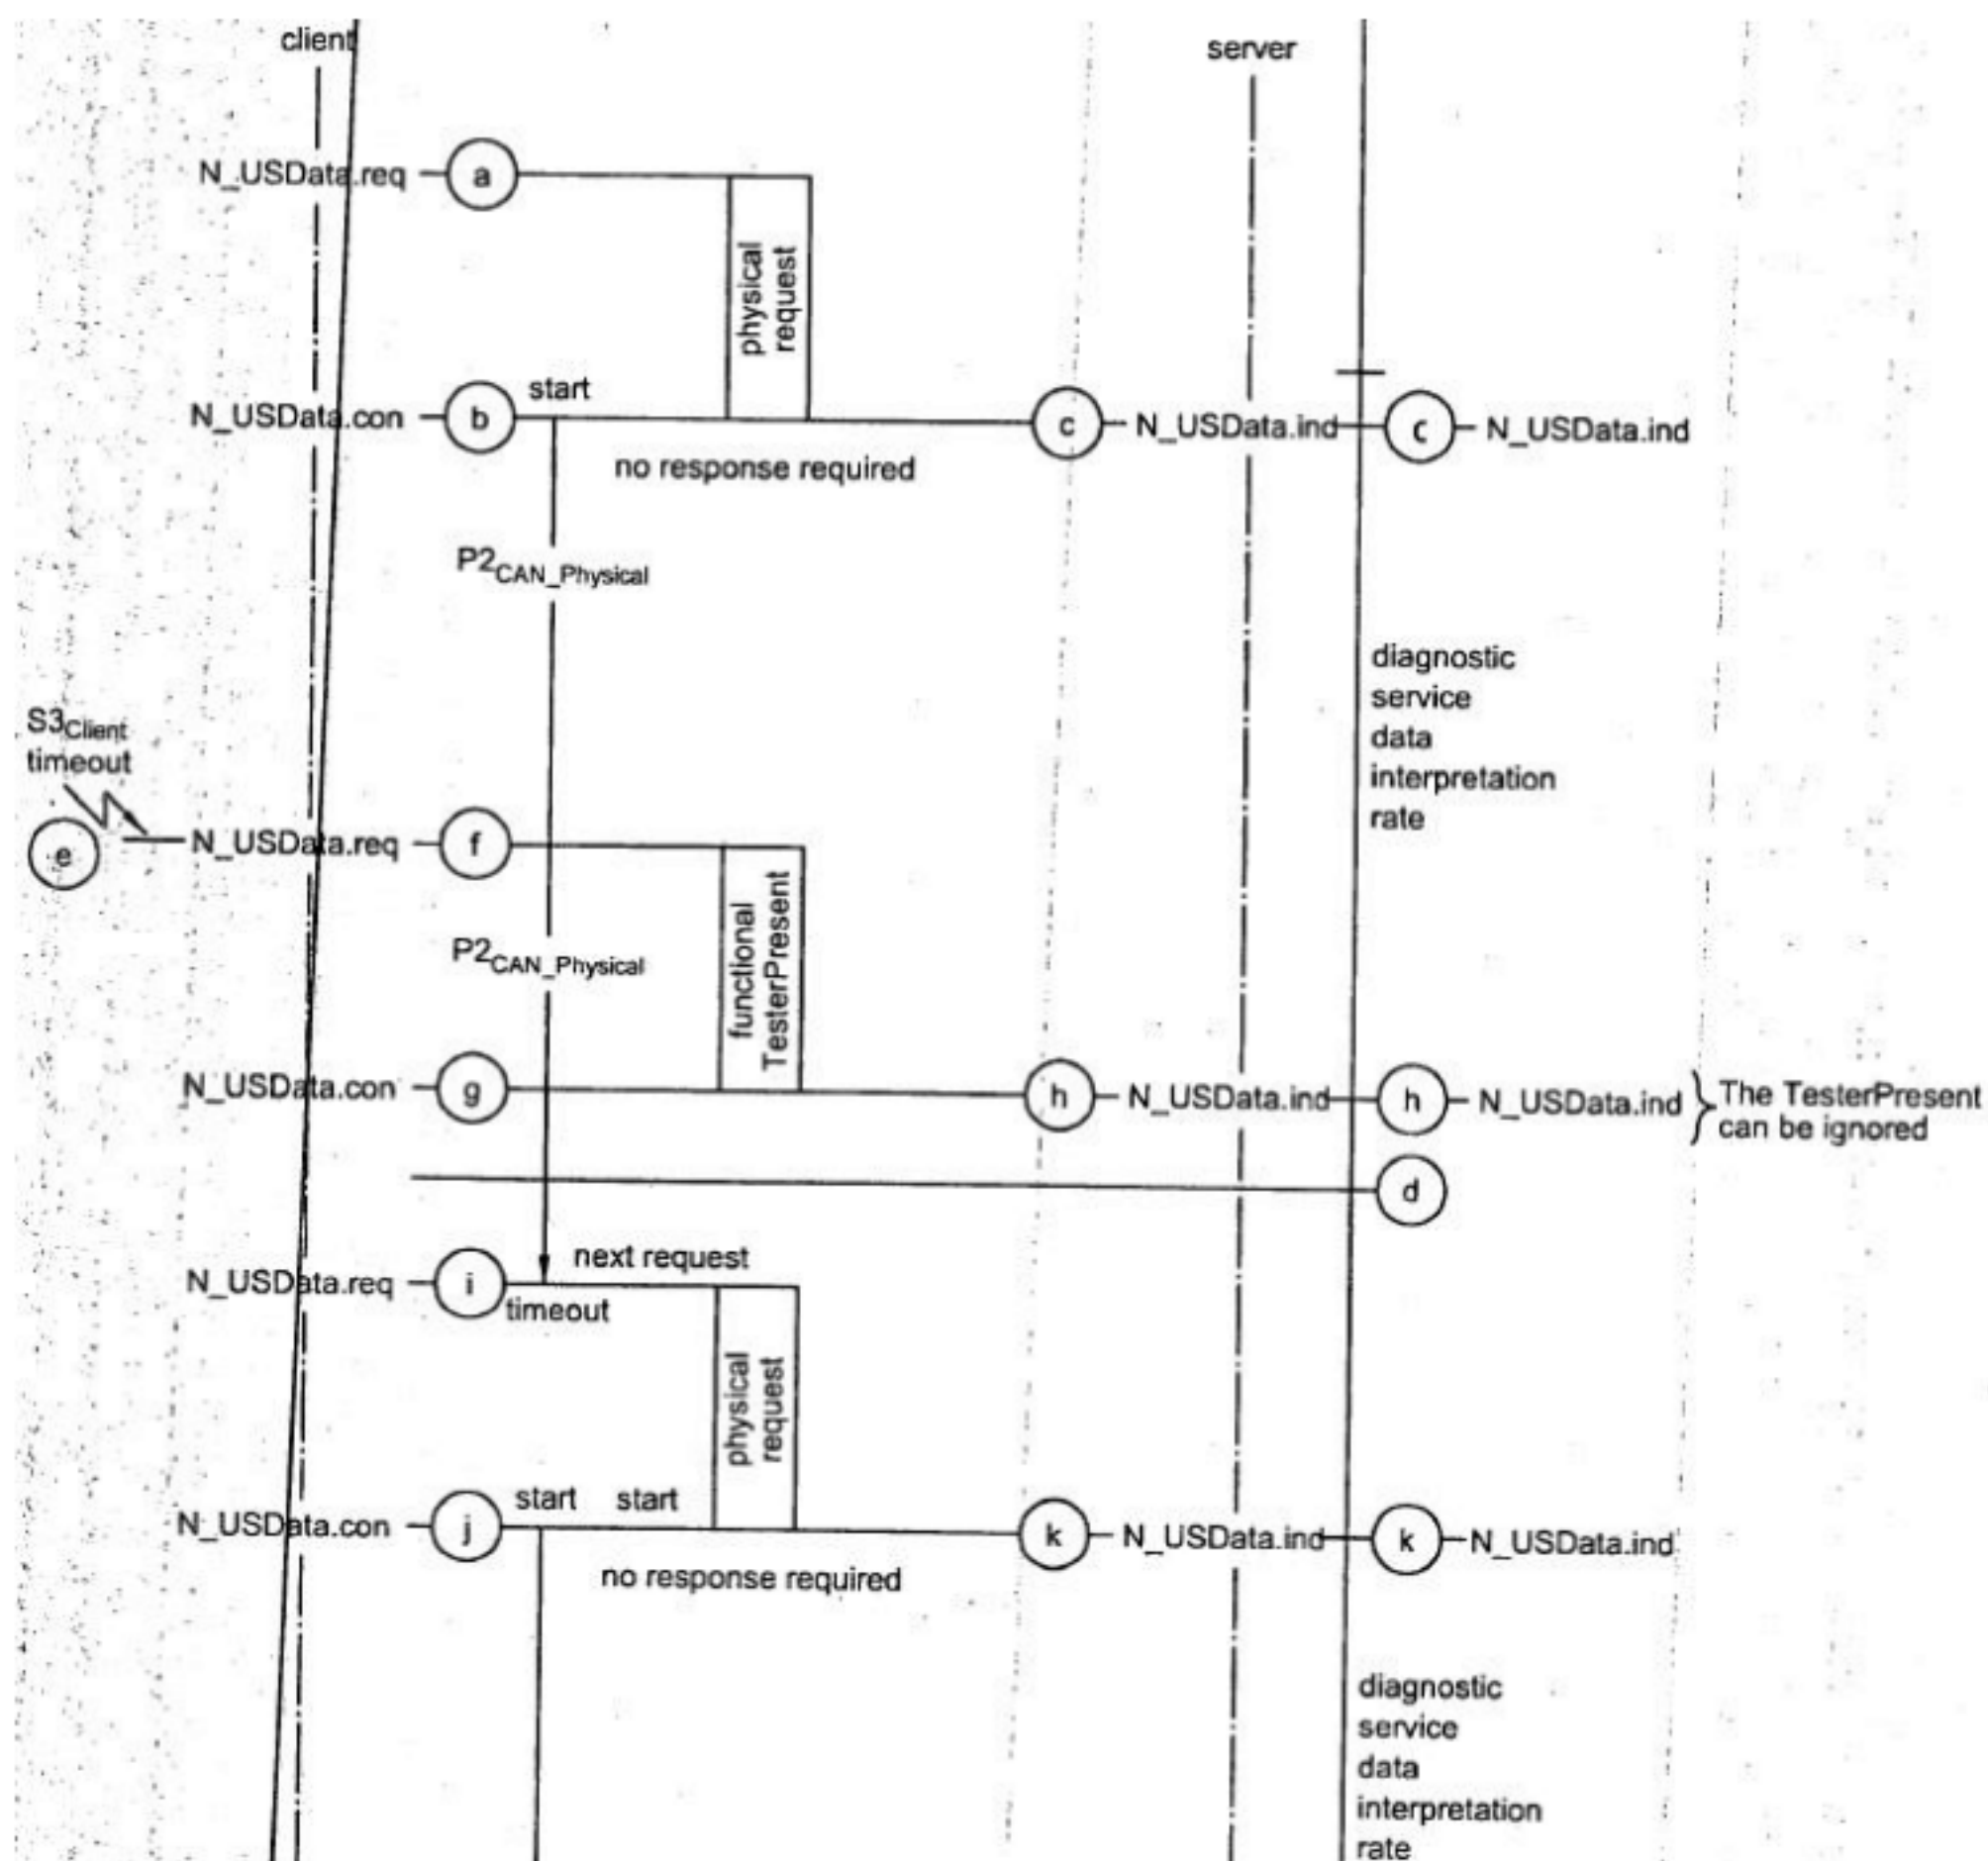 client
server
N_USData.req a
physical
request
start
N_USData.con b c N_USData.ind c N_USData.ind
no response required
P2CAN_Physical
diagnostic
service
data
interpretation
rate
S3Client
timeout
e N_USData.req f
functional
TesterPresent
P2CAN_Physical
N_USData.con g h N_USData.ind h N_USData.ind The TesterPresent
can be ignored
d
next request
N_USData.req i
timeout
physical
request
start start
N_USData.con j k N_USData.ind k N_USData.ind
no response required
diagnostic
service
data
interpretation
rate